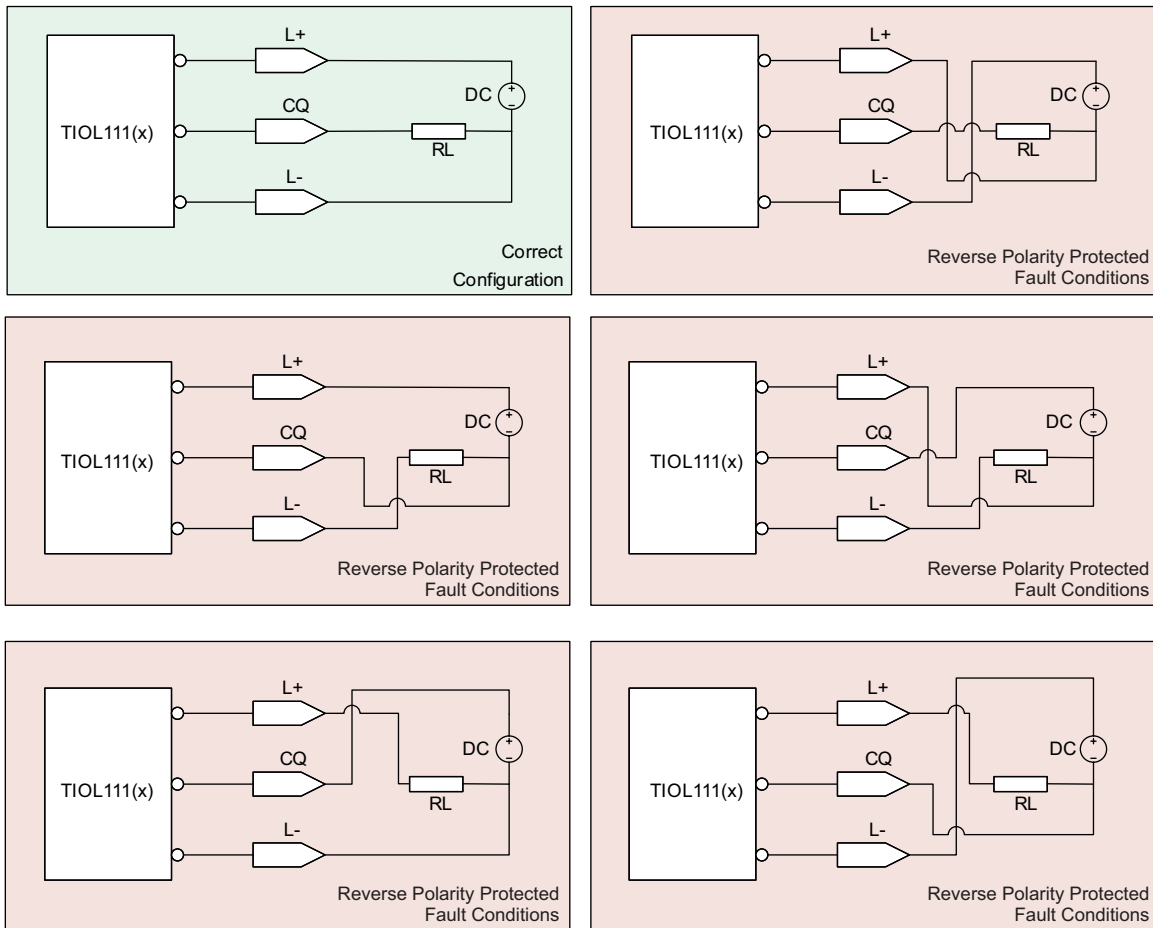 L+
DC
+
−
CQ
TIOL111(x)
RL
L-
Correct
Configuration
L+
DC
+
−
CQ
TIOL111(x)
RL
L-
Reverse Polarity Protected
Fault Conditions
L+
DC
+
−
CQ
TIOL111(x)
RL
L-
Reverse Polarity Protected
Fault Conditions
L+
DC
+
−
CQ
TIOL111(x)
RL
L-
Reverse Polarity Protected
Fault Conditions
L+
DC
+
−
CQ
TIOL111(x)
RL
L-
Reverse Polarity Protected
Fault Conditions
L+
DC
+
−
CQ
TIOL111(x)
RL
L-
Reverse Polarity Protected
Fault Conditions